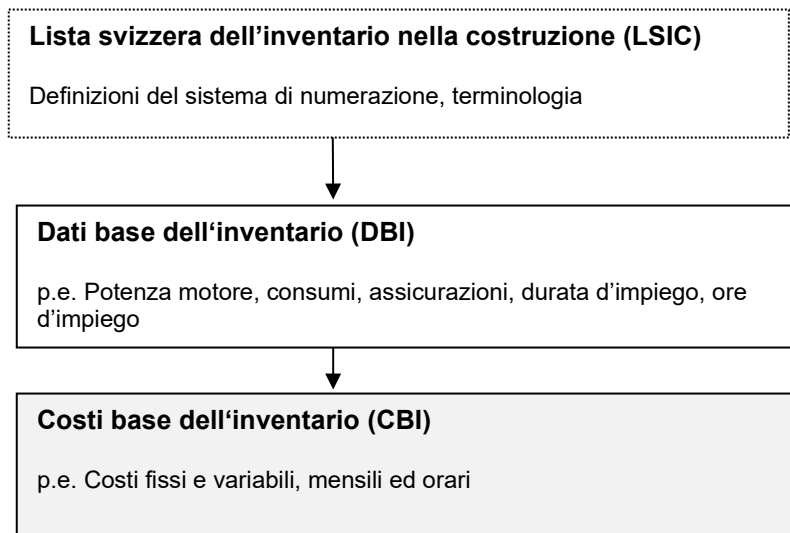 Lista svizzera dell’inventario nella costruzione (LSIC)
Definizioni del sistema di numerazione, terminologia
Dati base dell‘inventario (DBI)
p.e. Potenza motore, consumi, assicurazioni, durata d’impiego, ore
d’impiego
Costi base dell‘inventario (CBI)
p.e. Costi fissi e variabili, mensili ed orari